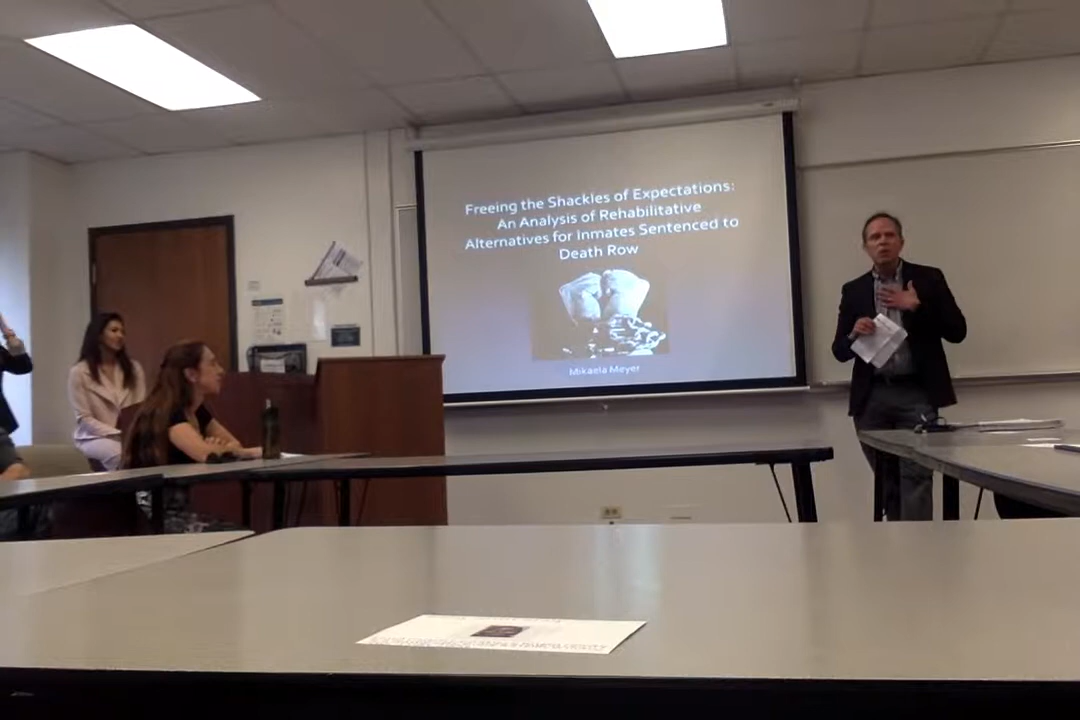 Freeing the Shackles of Expectations:
An Analysis of Rehabilitative
Alternatives for Inmates Sentenced to
Death Row
Mikaela Meyer